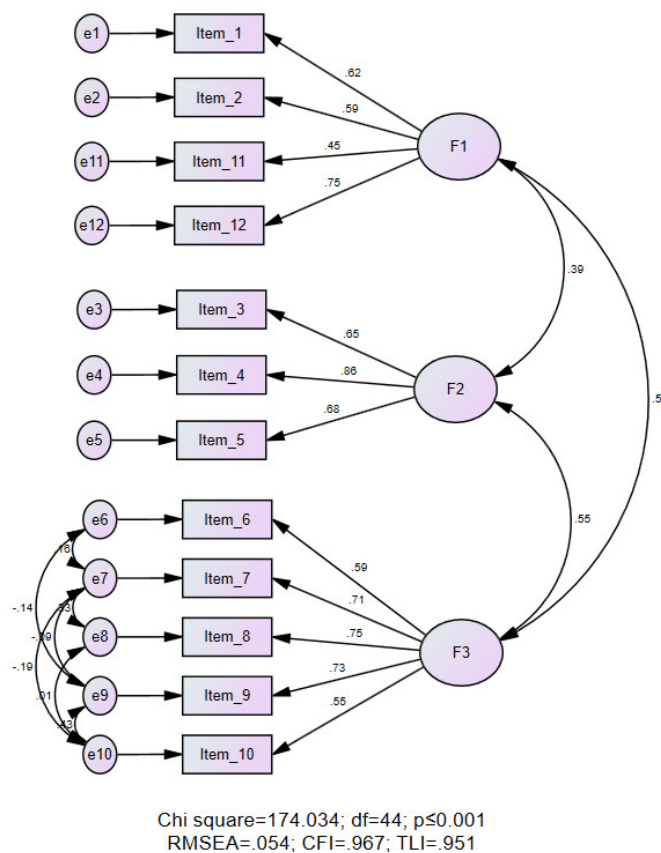 e1 Item_1
.62
e2 Item_2
.59
F1
e11 Item_11
.45
e12 Item_12
.75
.39
e3 Item_3
.65
e4 Item_4
.86
F2
.5
e5 Item_5
.68
e6 Item_6
.16
.59
.55
e7 Item_7
.71
-.14
e8 Item_8
.75
F3
-.19
.01
e9 Item_9
.73
.43
e10 Item_10
.55
Chi square=174.034; df=44; p≤0.001
RMSEA=.054; CFI=.967; TLI=.951